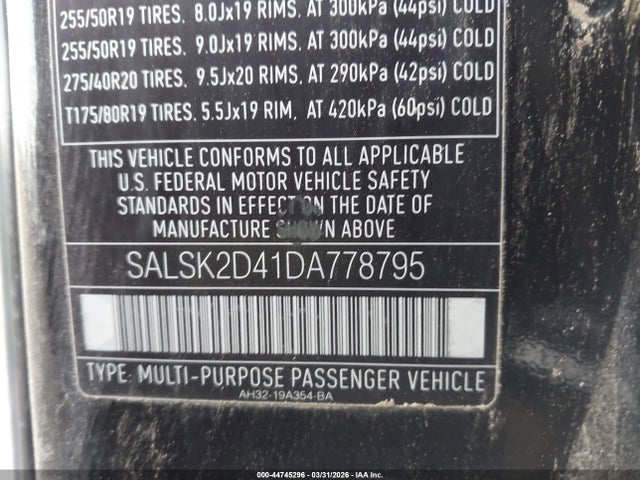 255/50R19 TIRES, 8.0Jx19 RIMS, AT 300kPa (44psi) COLD
255/50R19 TIRES, 9.0Jx19 RIMS, AT 300kPa (44psi) COLD
275/40R20 TIRES, 9.5Jx20 RIMS, AT 290kPa (42psi) COLD
T175/80R19 TIRES, 5.5Jx19 RIM, AT 420kPa (60psi) COLD
THIS VEHICLE CONFORMS TO ALL APPLICABLE
U.S. FEDERAL MOTOR VEHICLE SAFETY
STANDARDS IN EFFECT ON THE DATE OF
MANUFACTURE SHOWN ABOVE
SALSK2D41DA778795
TYPE: MULTI-PURPOSE PASSENGER VEHICLE
AH32-19A354-BA
000-44745296 - 03/31/2026 - IAA Inc.